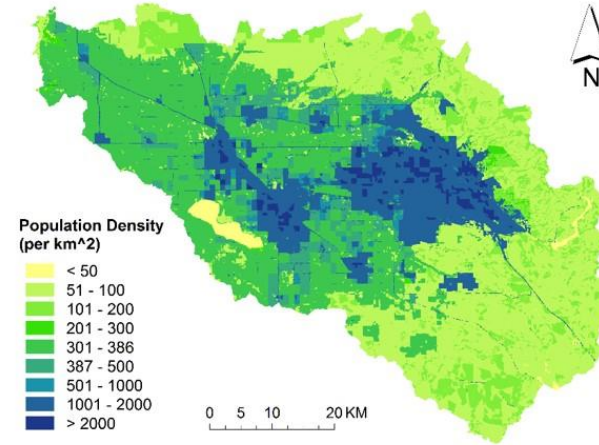 N
Population Density
(per km^2)
< 50
51 - 100
101 - 200
201 - 300
301 - 386
387 - 500
501 - 1000
1001 - 2000
> 2000
0 5 10 20 KM